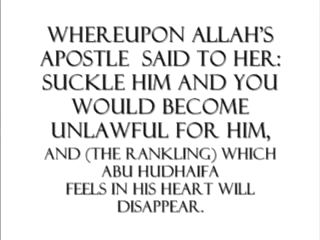 WHEREUPON ALLAH'S
APOSTLE SAID TO HER:
SUCKLE HIM AND YOU
WOULD BECOME
UNLAWFUL FOR HIM,
AND (THE RANKLING) WHICH
ABU HUDHAIFA
FEELS IN HIS HEART WILL
DISAPPEAR.